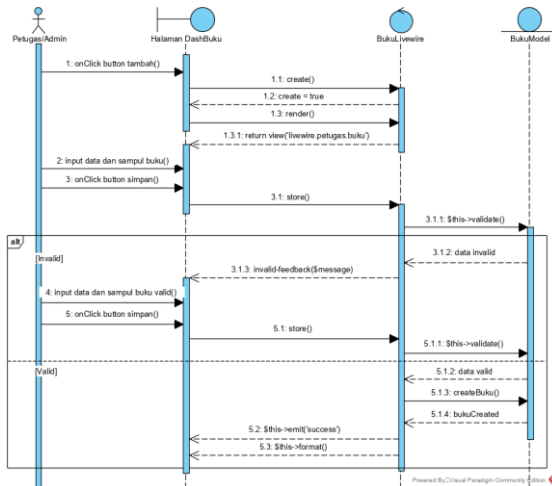 Petugas/Admin
Halaman DashBuku
BukuLivewire
BukuModel
1: onClick button tambah()
1.1: create()
1.2: create = true
1.3: render()
1.3.1: return view('livewire.petugas.buku')
2: input data dan sampul buku()
3: onClick button simpan()
3.1: store()
3.1.1: $this->validate()
alt
[Invalid]
3.1.2: data invalid
3.1.3: invalid-feedback($message)
4: input data dan sampul buku valid()
5: onClick button simpan()
5.1: store()
5.1.1: $this->validate()
Valid]
5.1.2: data valid
5.1.3: createBuku()
5.1.4: bukuCreated
5.2: $this->emit('success')
5.3: $this->format()
Powered By Visual Paradigm Community Edition